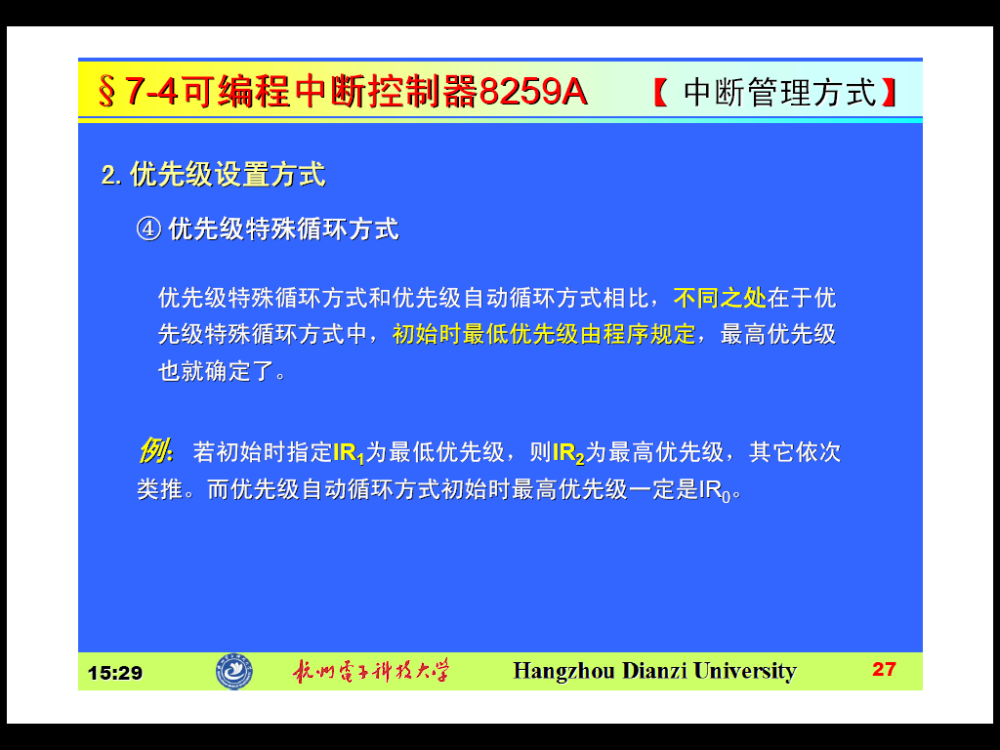 §7-4可编程中断控制器8259A 【 中断管理方式】
2. 优先级设置方式
④ 优先级特殊循环方式
优先级特殊循环方式和优先级自动循环方式相比，不同之处在于优
先级特殊循环方式中，初始时最低优先级由程序规定，最高优先级
也就确定了。
例： 若初始时指定IR1为最低优先级，则IR2为最高优先级，其它依次
类推。而优先级自动循环方式初始时最高优先级一定是IR0。
15:29 杭州电子科技大学 Hangzhou Dianzi University 27